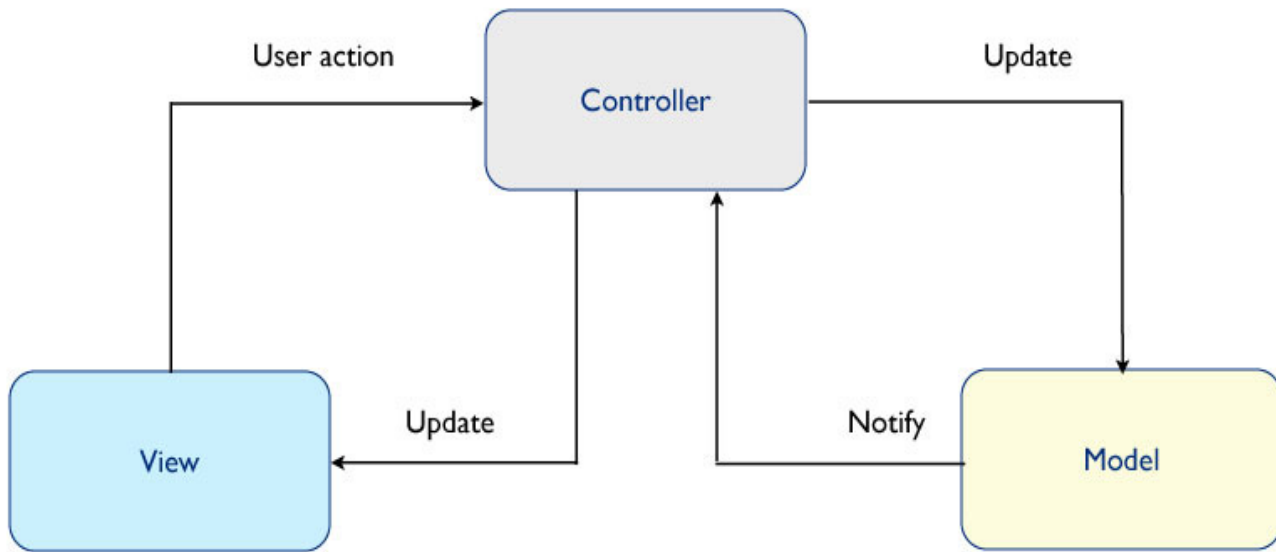 User action
Controller
Update
Update
Notify
View
Model